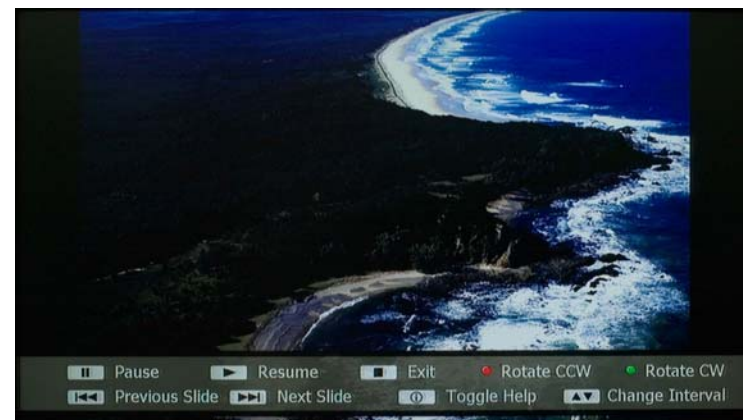 Pause Resume Exit Rotate CCW Rotate CW
Previous Slide Next Slide Toggle Help Change Interval